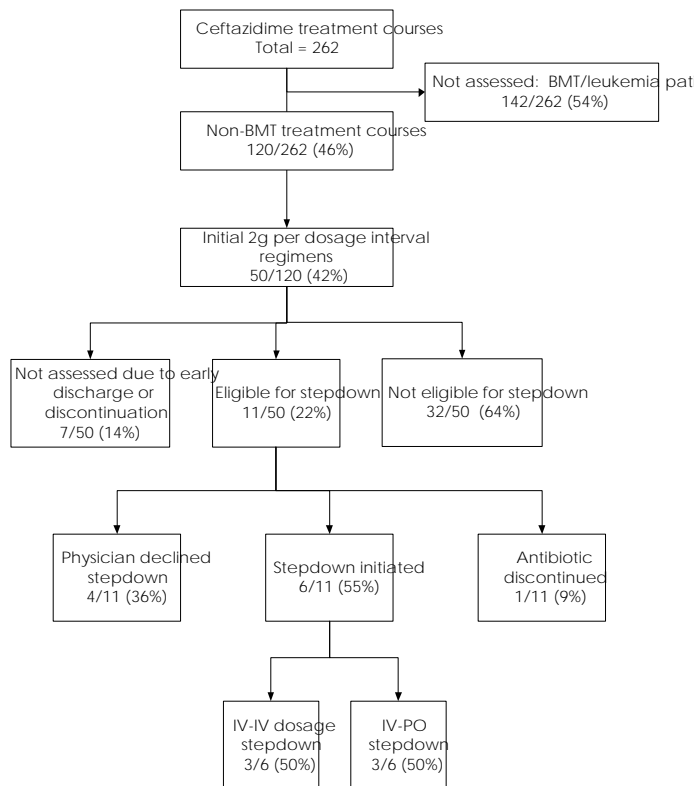 Ceftazidime treatment courses
Total = 262
Not assessed: BMT/leukemia pat
142/262 (54%)
Non-BMT treatment courses
120/262 (46%)
Initial 2g per dosage interval
regimens
50/120 (42%)
Not assessed due to early
discharge or
discontinuation
7/50 (14%)
Eligible for stepdown
11/50 (22%)
Not eligible for stepdown
32/50 (64%)
Physician declined
stepdown
4/11 (36%)
Stepdown initiated
6/11 (55%)
Antibiotic
discontinued
1/11 (9%)
IV-IV dosage
stepdown
3/6 (50%)
IV-PO
stepdown
3/6 (50%)